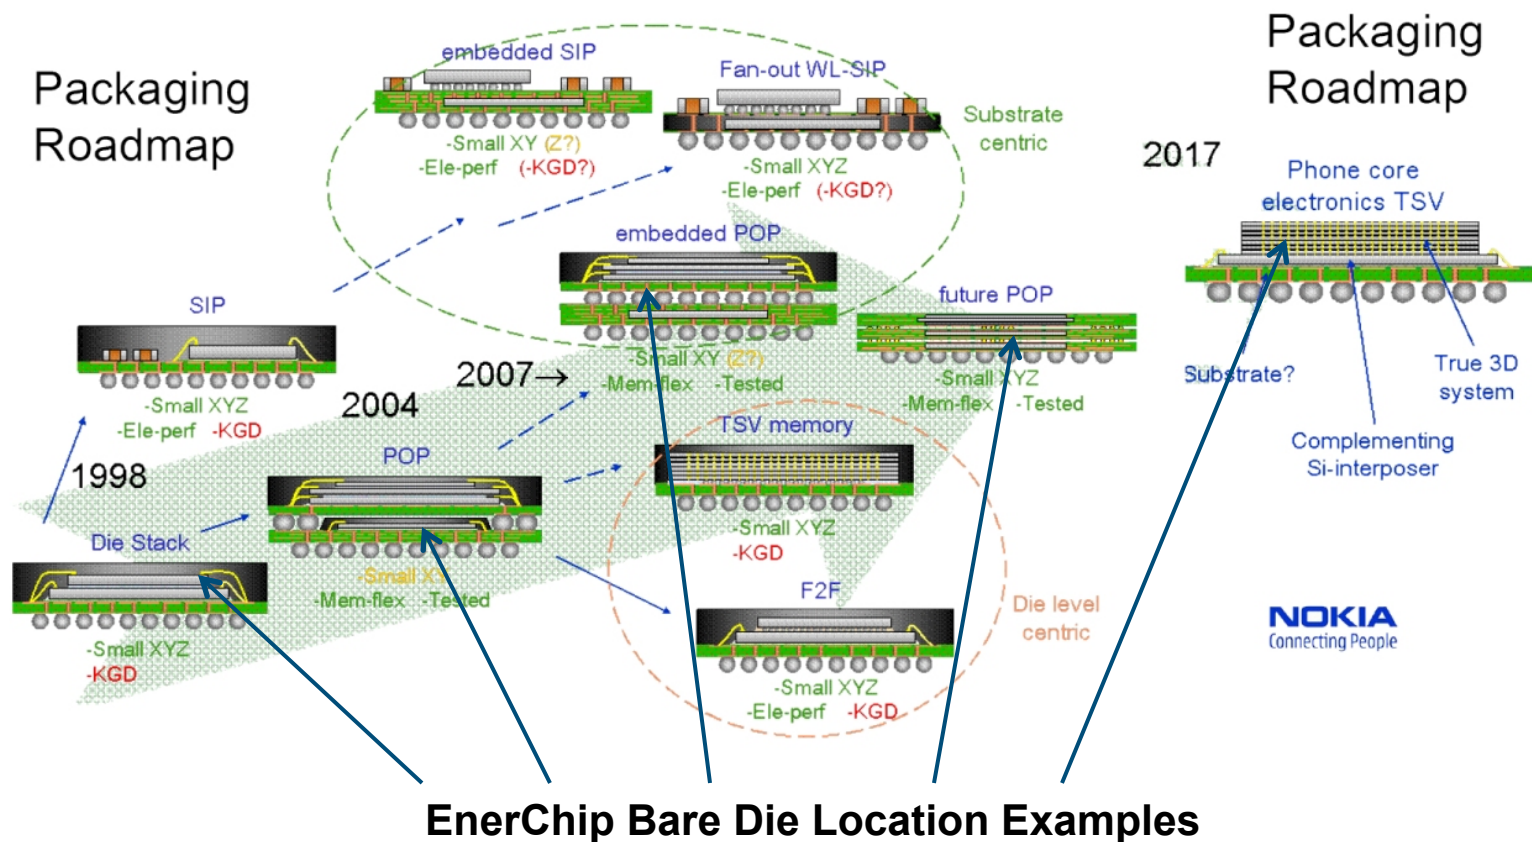 Packaging
Roadmap
Packaging
Roadmap
embedded SIP
-Small XY (Z?)
-Ele-perf (-KGD?)
Fan-out WL-SIP
-Small XYZ
-Ele-perf (-KGD?)
Substrate
centric
2017
Phone core
electronics TSV
Substrate?
True 3D
system
Complementing
Si-interposer
embedded POP
-Small XY (Z?)
-Mem-flex -Tested
future POP
-Small XYZ
-Mem-flex -Tested
SIP
-Small XYZ
-Ele-perf -KGD
2007→
2004
1998
POP
-Small XY
-Mem-flex -Tested
TSV memory
-Small XYZ
-KGD
Die Stack
-Small XYZ
-KGD
F2F
-Small XYZ
-Ele-perf -KGD
Die level
centric
NOKIA
Connecting People
EnerChip Bare Die Location Examples